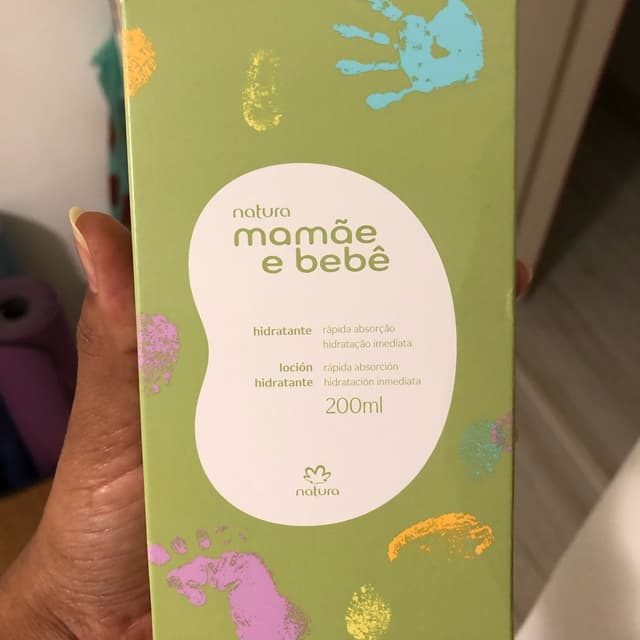 natura
mamãe
e bebê
hidratante rápida absorção
hidratação imediata
loción rápida absorción
hidratante hidratación inmediata
200ml
natura